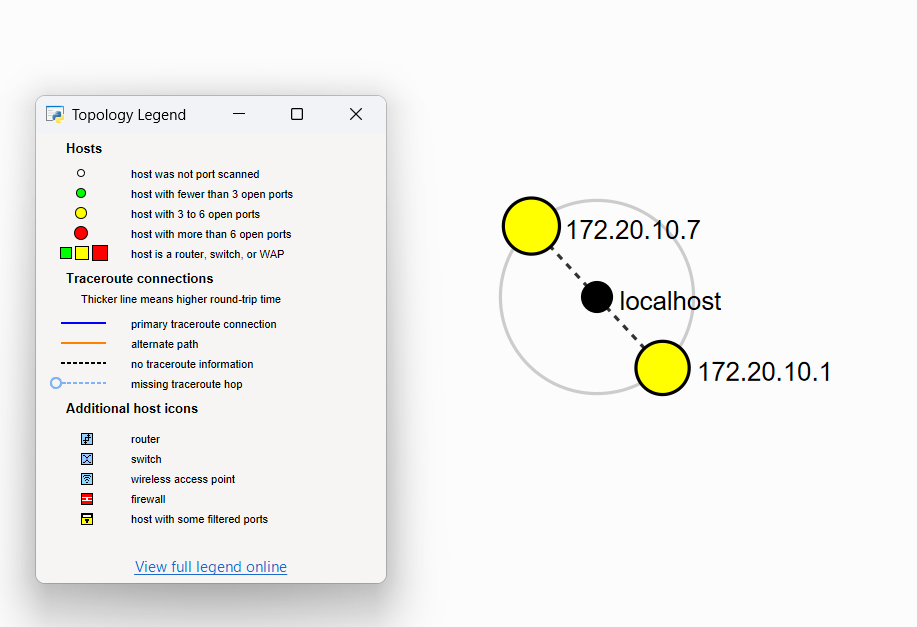 Topology Legend
Hosts
host was not port scanned
host with fewer than 3 open ports
host with 3 to 6 open ports
host with more than 6 open ports
host is a router, switch, or WAP
Traceroute connections
Thicker line means higher round-trip time
primary traceroute connection
alternate path
no traceroute information
missing traceroute hop
Additional host icons
router
switch
wireless access point
firewall
host with some filtered ports
View full legend online
172.20.10.7
localhost
172.20.10.1